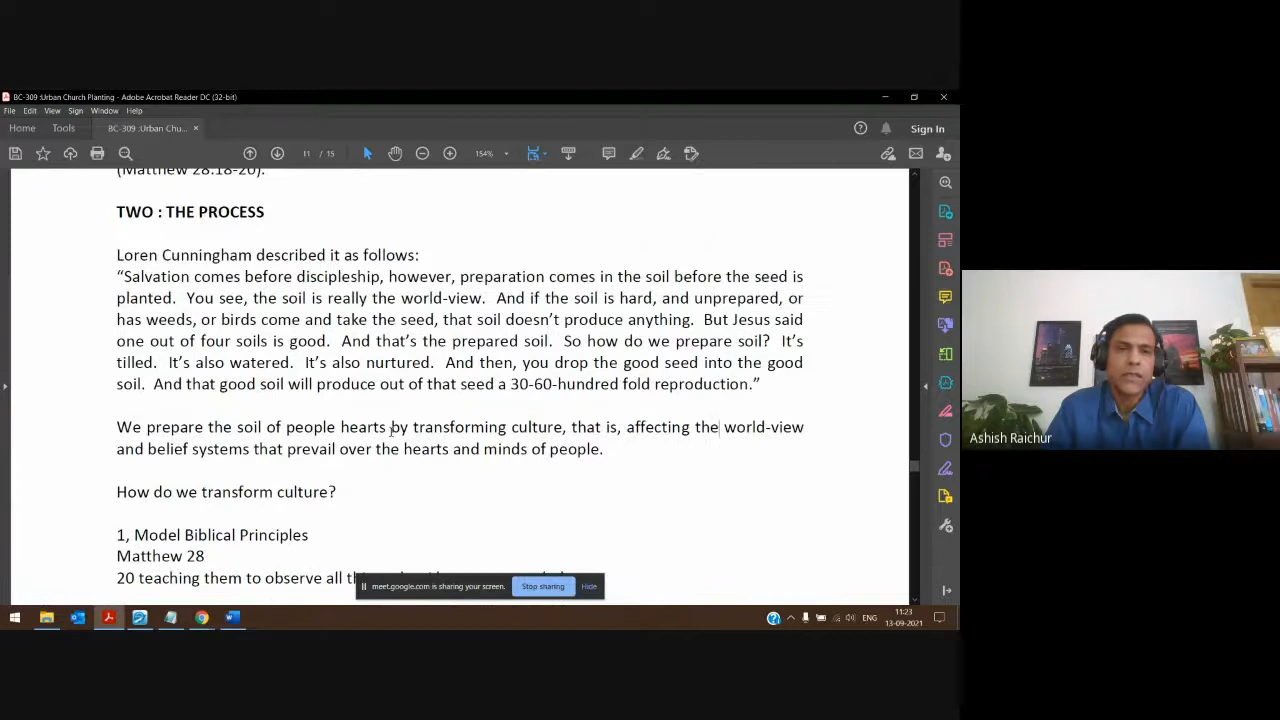 BC-309 :Urban Church Planting - Adobe Acrobat Reader DC (32-bit)
File Edit View Sign Window Help
Home Tools BC-309 :Urban Chu... × Sign In
11 / 15 154%
(Matthew 28:18-20).
TWO : THE PROCESS
Loren Cunningham described it as follows:
“Salvation comes before discipleship, however, preparation comes in the soil before the seed is
planted. You see, the soil is really the world-view. And if the soil is hard, and unprepared, or
has weeds, or birds come and take the seed, that soil doesn’t produce anything. But Jesus said
one out of four soils is good. And that’s the prepared soil. So how do we prepare soil? It’s
tilled. It’s also watered. It’s also nurtured. And then, you drop the good seed into the good
soil. And that good soil will produce out of that seed a 30-60-hundred fold reproduction.”
We prepare the soil of people hearts by transforming culture, that is, affecting the world-view
and belief systems that prevail over the hearts and minds of people.
How do we transform culture?
1, Model Biblical Principles
Matthew 28
20 teaching them to observe all
meet.google.com is sharing your screen. Stop sharing Hide
ENG 11:23
13-09-2021
Ashish Raichur